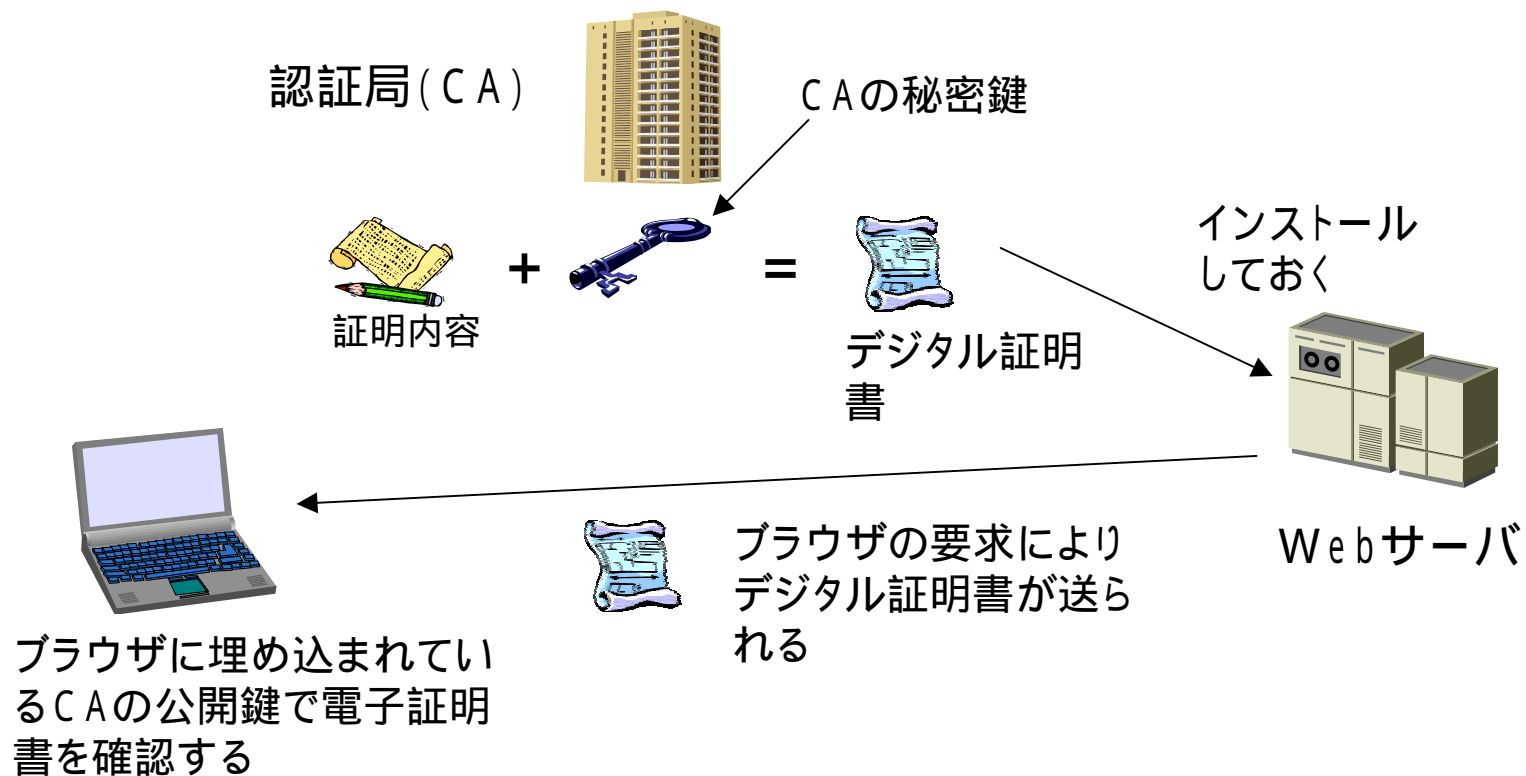 認証局(CA)
CAの秘密鍵
+
=
証明内容
デジタル証明
書
インストール
しておく
Webサーバ
ブラウザの要求により
デジタル証明書が送ら
れる
ブラウザに埋め込まれてい
るCAの公開鍵で電子証明
書を確認する